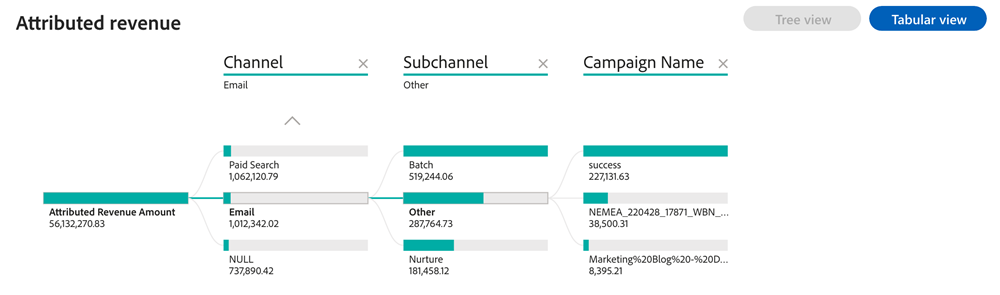 Attributed revenue
Tree view
Tabular view
Channel
Subchannel
Campaign Name
Email
Other
Paid Search
1,062,120.79
Batch
519,244.06
success
227,131.63
Attributed Revenue Amount
56,132,270.83
Email
1,012,342.02
Other
287,764.73
NEMEA_220428_17871_WBN_...
38,500.31
NULL
737,890.42
Nurture
181,458.12
Marketing%20Blog%20-%20D...
8,395.21